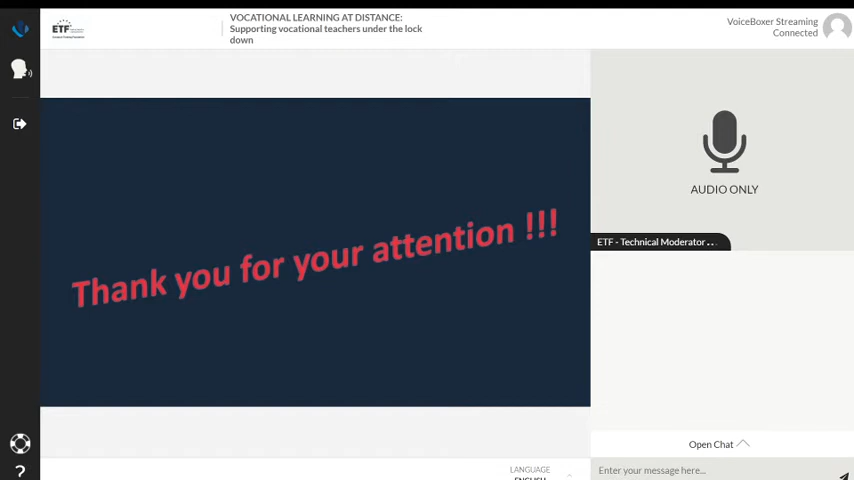 ETF
VOCATIONAL LEARNING AT DISTANCE:
Supporting vocational teachers under the lock
down
VoiceBoxer Streaming
Connected
Thank you for your attention !!!
AUDIO ONLY
ETF - Technical Moderator ...
Open Chat
Enter your message here...
LANGUAGE
ENGLISH
?